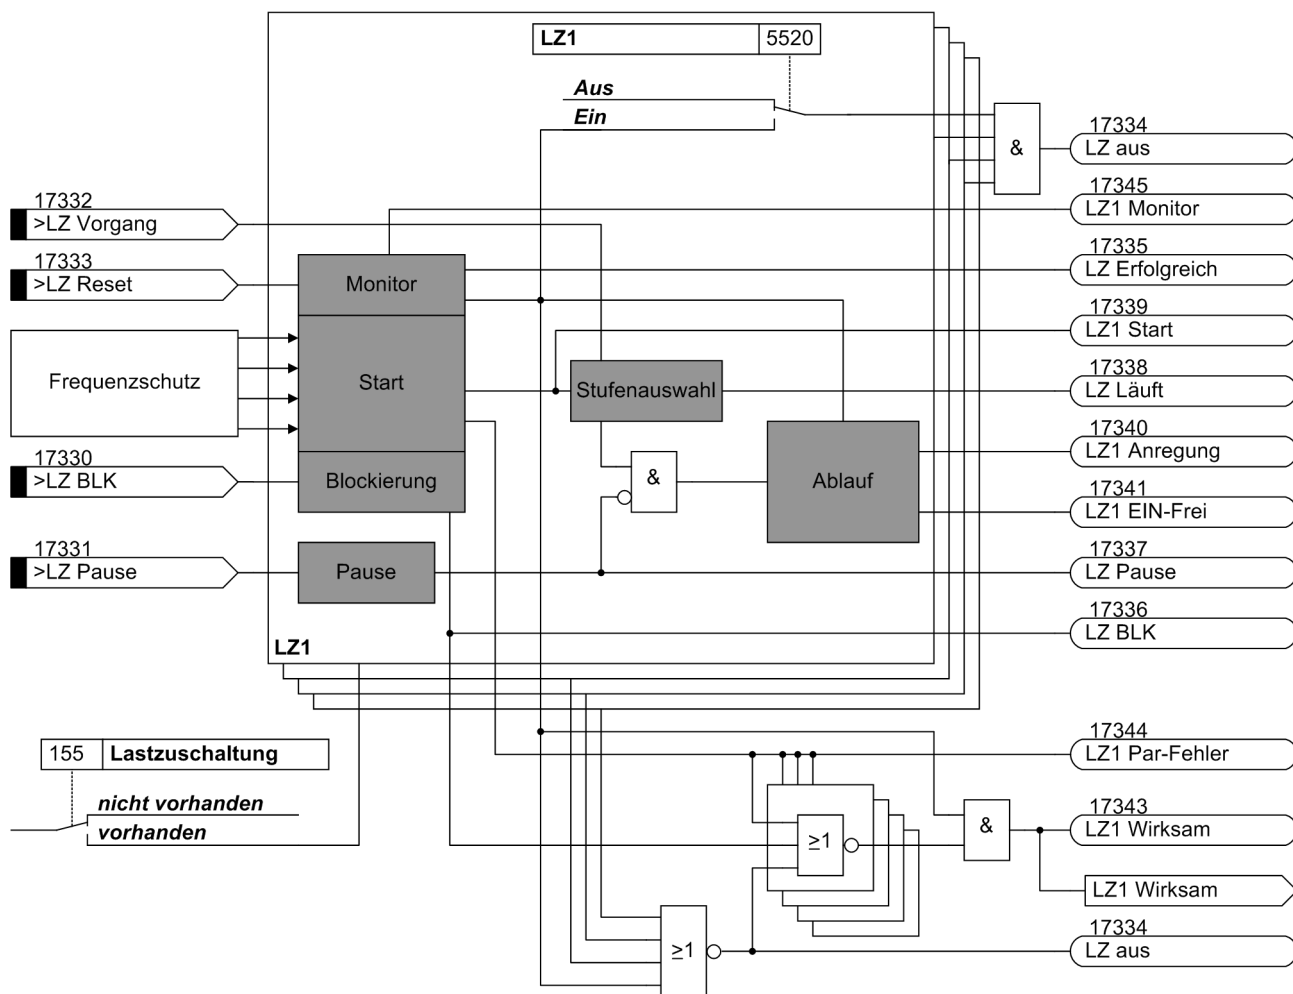 LZ1 5520
Aus
Ein
&
17334
LZ aus
17345
LZ1 Monitor
17332
>LZ Vorgang
17333
>LZ Reset
Monitor
17335
LZ Erfolgreich
17339
LZ1 Start
Frequenzschutz
Start
Stufenauswahl
17338
LZ Läuft
17340
LZ1 Anregung
17330
>LZ BLK
Blockierung
&
Ablauf
17341
LZ1 EIN-Frei
17331
>LZ Pause
Pause
17337
LZ Pause
17336
LZ BLK
LZ1
155 Lastzuschaltung
nicht vorhanden
vorhanden
17344
LZ1 Par-Fehler
≥1
&
17343
LZ1 Wirksam
LZ1 Wirksam
≥1
17334
LZ aus